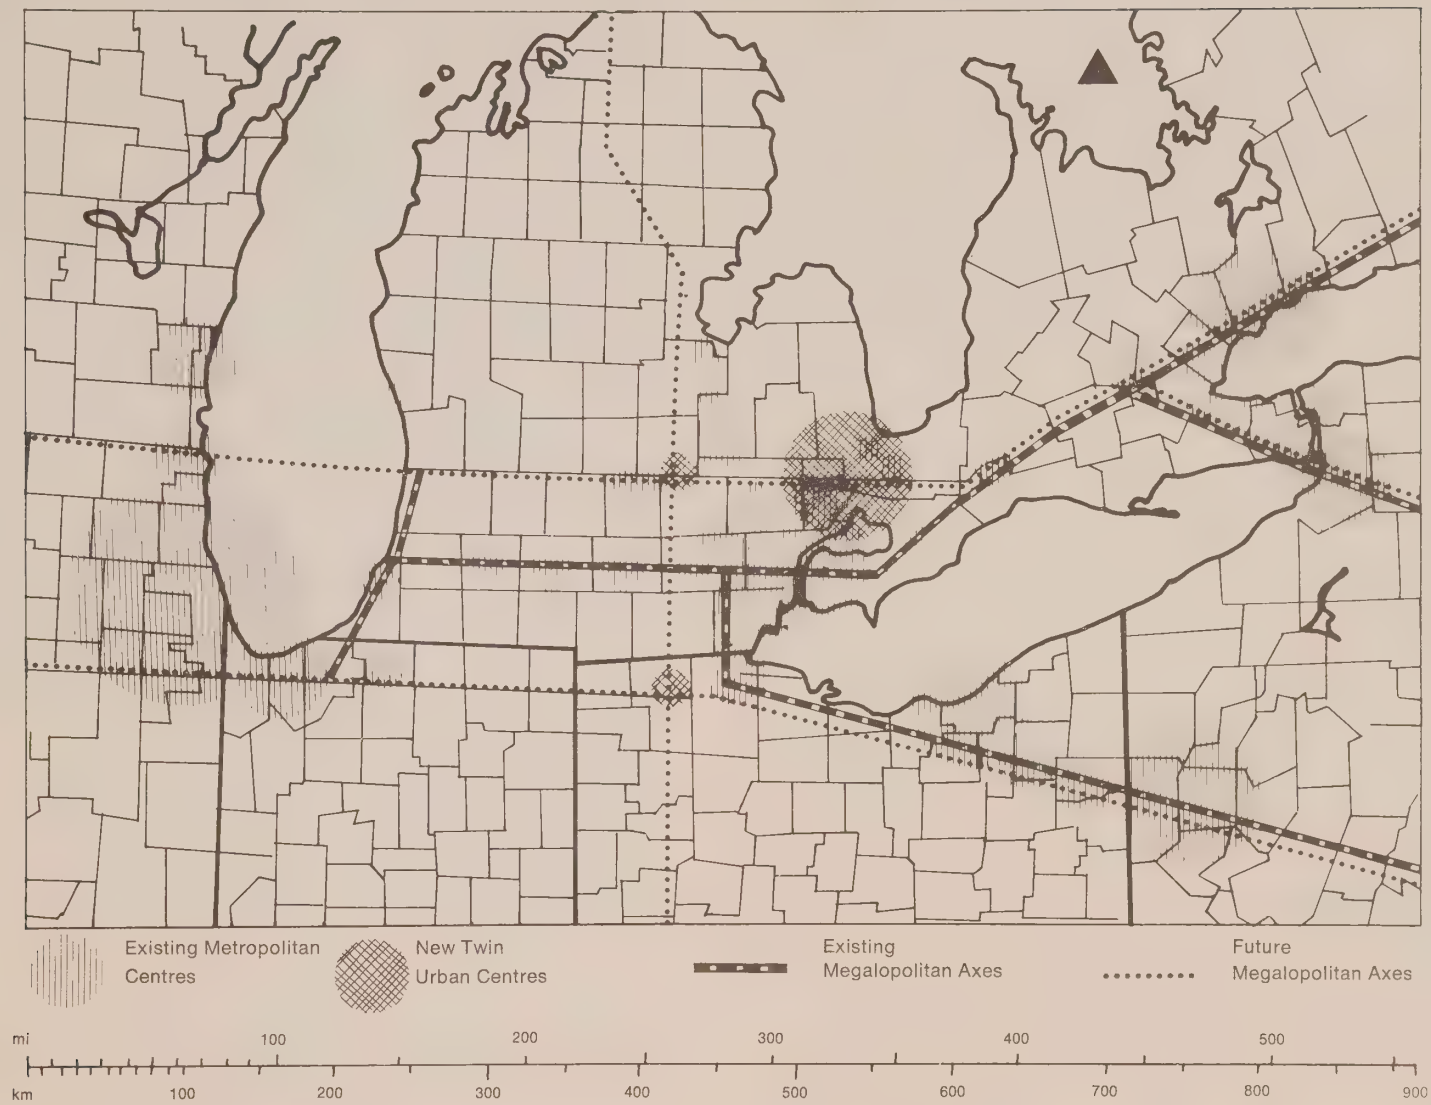 Existing Metropolitan
Centres
New Twin
Urban Centres
Existing
Megalopolitan Axes
Future
Megalopolitan Axes
mi 100 200 300 400 500
km 100 200 300 400 500 600 700 800 900